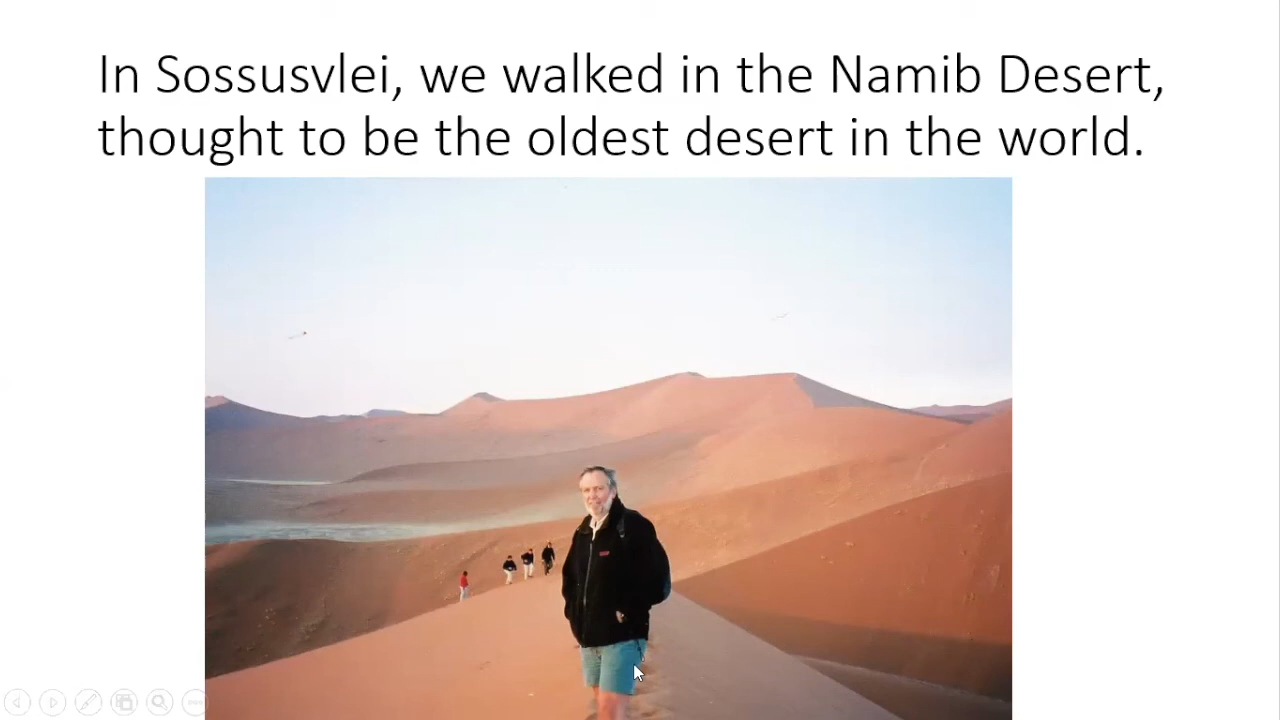 In Sossusvlei, we walked in the Namib Desert,
thought to be the oldest desert in the world.